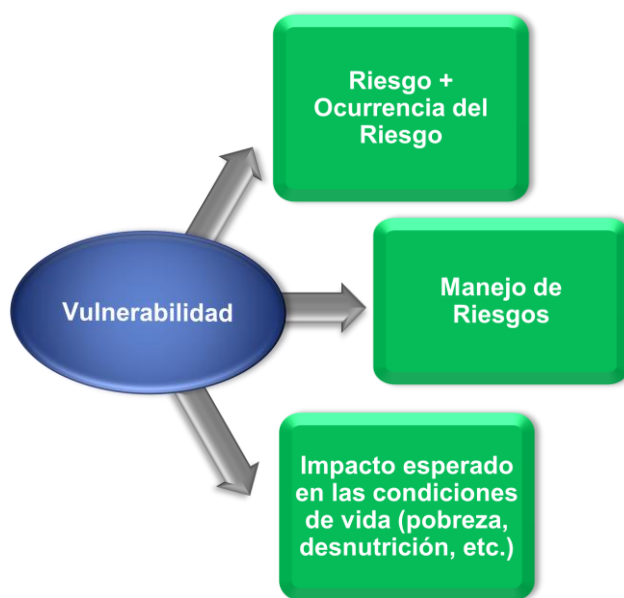 Riesgo +
Ocurrencia del
Riesgo
Vulnerabilidad
Manejo de
Riesgos
Impacto esperado
en las condiciones
de vida (pobreza,
desnutrición, etc.)